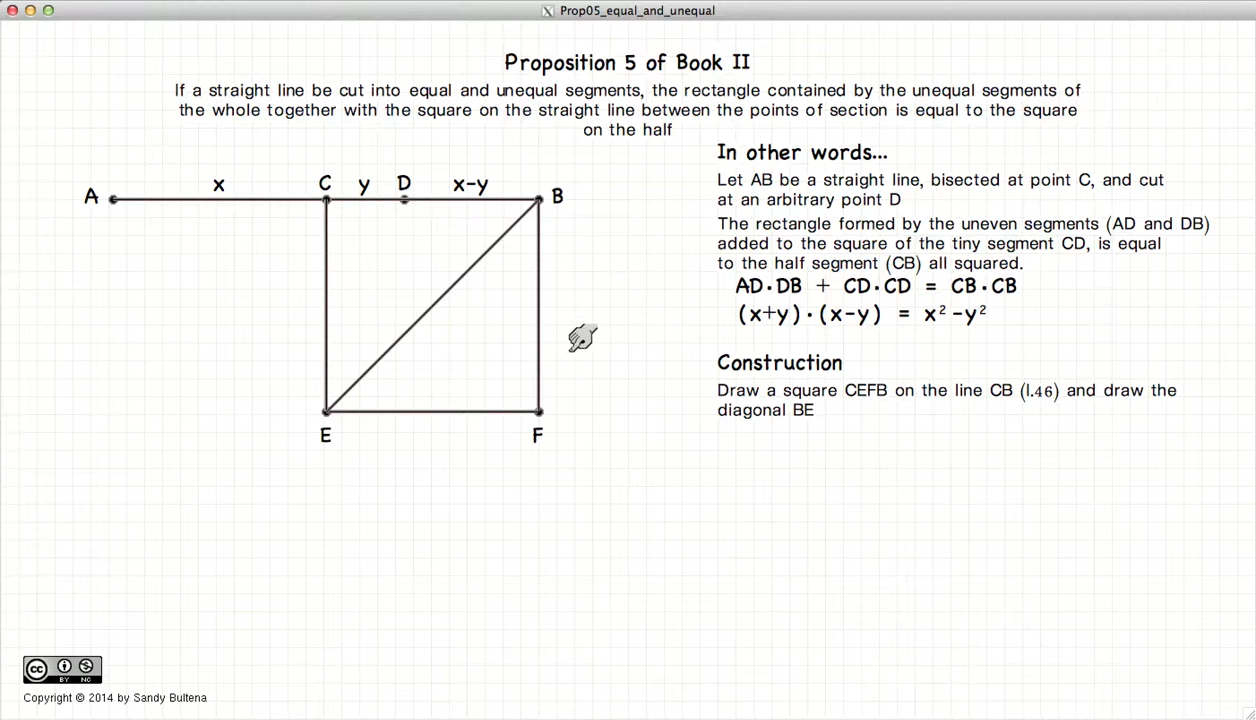 Prop05_equal_and_unequal
Proposition 5 of Book II
If a straight line be cut into equal and unequal segments, the rectangle contained by the unequal segments of
the whole together with the square on the straight line between the points of section is equal to the square
on the half
In other words...
Let AB be a straight line, bisected at point C, and cut
at an arbitrary point D
The rectangle formed by the uneven segments (AD and DB)
added to the square of the tiny segment CD, is equal
to the half segment (CB) all squared.
AD·DB + CD·CD = CB·CB
(x+y)·(x-y) = x²-y²
Construction
Draw a square CEFB on the line CB (I.46) and draw the
diagonal BE
A x C y D x-y B
E F
cc BY NC
Copyright © 2014 by Sandy Bultena